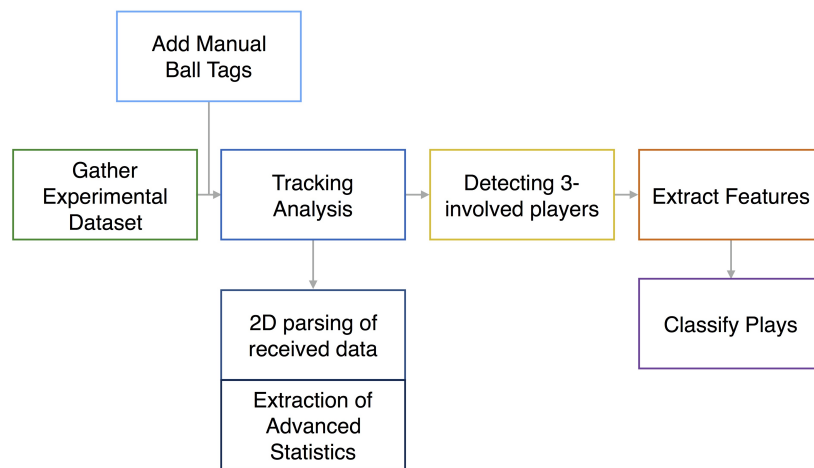 Add Manual
Ball Tags
Gather
Experimental
Dataset
Tracking
Analysis
Detecting 3-
involved players
Extract Features
2D parsing of
received data
Classify Plays
Extraction of
Advanced
Statistics